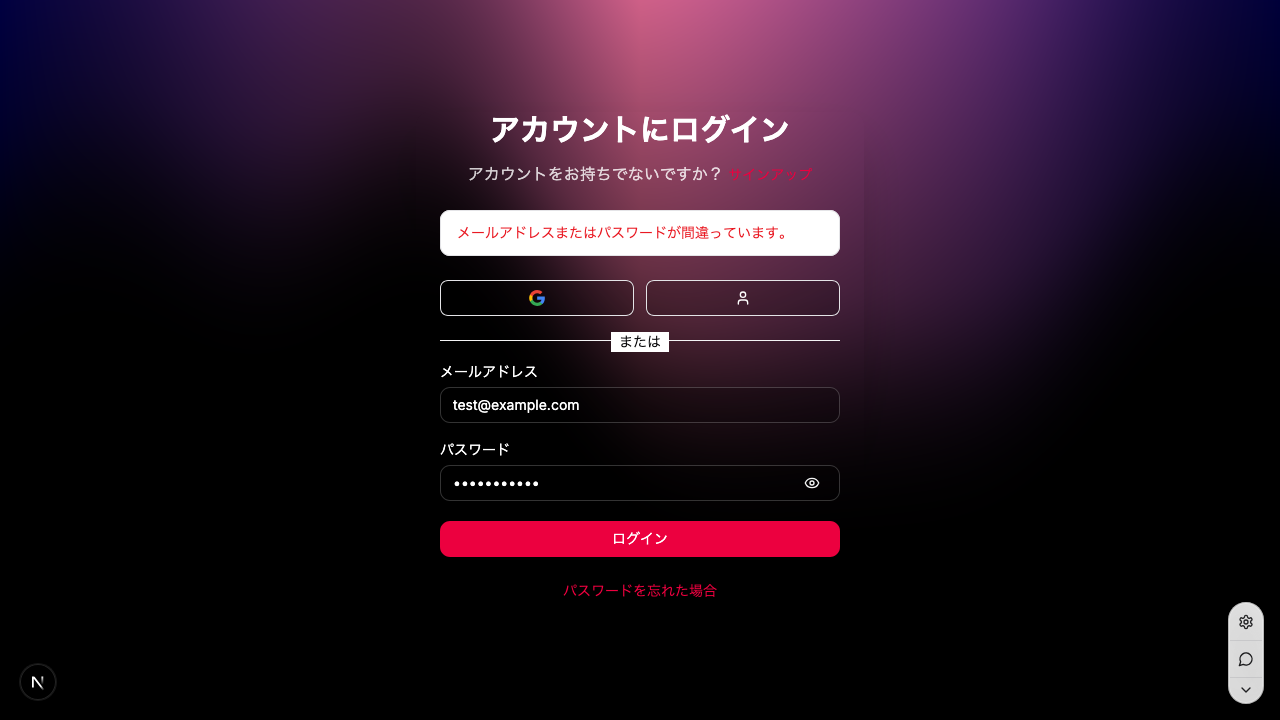 アカウントにログイン
アカウントをお持ちでないですか? サインアップ
メールアドレスまたはパスワードが間違っています。
または
メールアドレス
test@example.com
パスワード
•••••••••••
ログイン
パスワードを忘れた場合
N